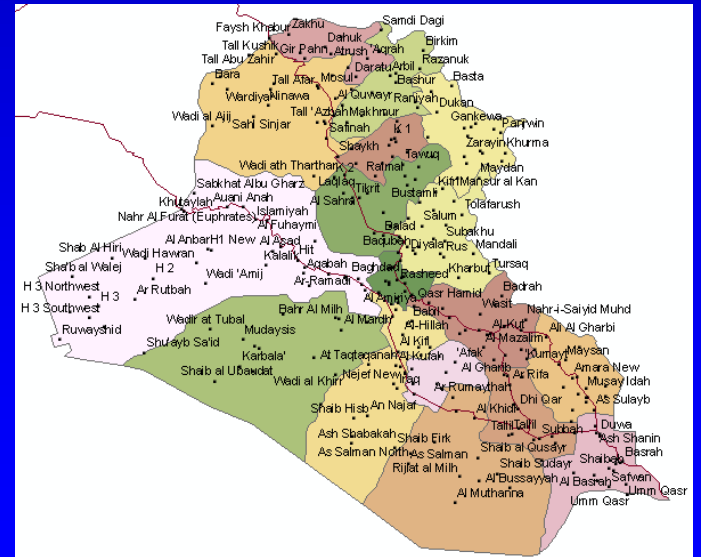 Samdi Dagi
Faysh Khabur
Zakhu
Dahuk
Birkim
Tall Kushik
Gir Pahn
Atrush
'Aqrah
Razanuk
Tall Abu Zahir
Daratu
Arbil
Bara
Tall Afar
Mosul
Bashur
Basta
Wardiya
Ninawa
Al Quwayr
Raniyah
Dukan
Wadi al Ajij
Sahl Sinjar
Tall 'Azbah
Makhmur
Gankewa
Panjwin
Safinah
K 1
Zarayin
Khurma
Shaykh
Tawuq
Maydan
Wadi ath Tharthar
K 2
Sabkhat Albu Gharz
Laqlaq
Tikrit
Kifri
Mansur al Kan
Khutaylah
Auani Anah
Al Sahra
Bustamli
Tolafarush
Nahr Al Furat (Euphrates)
Islamiyah
Salum
Al Fuhaymi
Balad
Subakhu
Shab Al Hiri
Al Anbar
H1 New
Al Asad
Hit
Baqubah
Diyala
Rus
Mandali
Wadi Hawran
Kalalik
Tursaq
Sha'b al Walej
H 2
Aqabah
Baghdad
Rasheed
Kharbut
H 3 Northwest
Wadi 'Amij
Ar-Ramadi
Badrah
H 3
Ar Rutbah
Al Amiriya
Qasr Hamid
H 3 Southwest
Bahr Al Milh
Babil
Wasit
Nahr-i-Saiyid Muhd
Ruwayshid
Wadir at Tubal
Al Mardh
Al-Hillah
Al Kut
Ali Al Gharbi
Mudaysis
Al Kifl
Al Mazaim
Shu'ayb Sa'id
Karbala'
At Taqtaqanah
Al Kufah
'Afak
Kumayt
Maysan
Shaib al Ubawdat
Nejef New
Al Gharib
Ar Rifa
Amara New
Wadi al Khirr
Iraq
Ar Rumaythah
Musay Idah
Shaib Hisb
An Najaf
Al Khidr
Dhi Qar
As Sulayb
Ash Shabakah
Shaib Eirk
Tallil
Subbah
Duwa
As Salman North
As Salman
Shaib al Qusayr
Ash Shanin
Rijlat al Milh
Shaib Sudayr
Shaibah
Basrah
Al Bussayyah
Al Basrah
Safwan
Al Muthanna
Umm Qasr
Umm Qasr